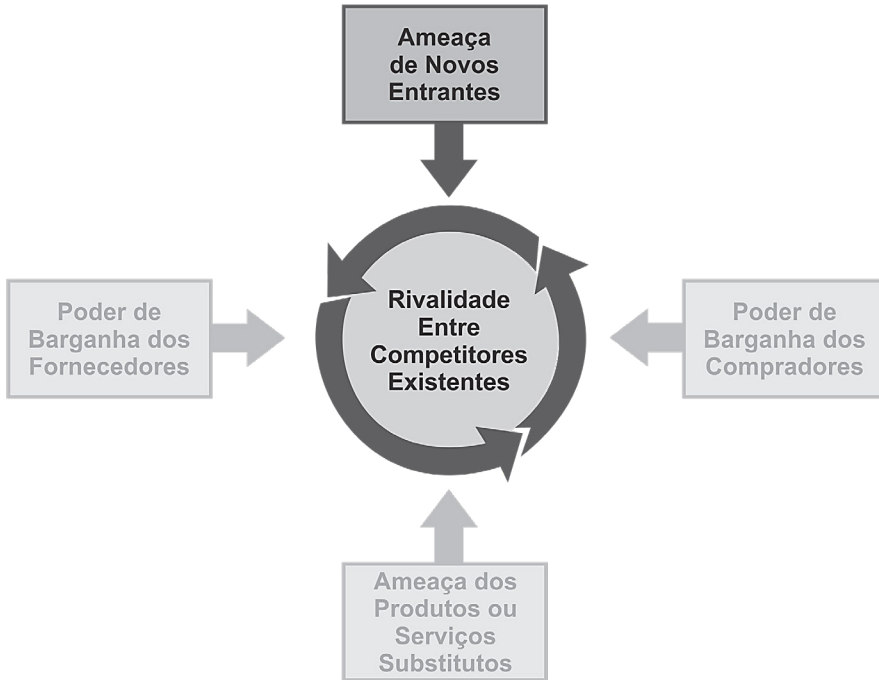 Ameaça
de Novos
Entrantes
Poder de
Barganha dos
Fornecedores
Rivalidade
Entre
Competitores
Existentes
Poder de
Barganha dos
Compradores
Ameaça dos
Produtos ou
Serviços
Substitutos